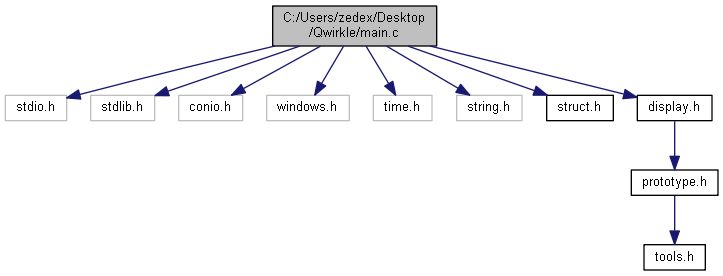 C:/Users/zedex/Desktop
/Qwirkle/main.c
stdio.h
stdlib.h
conio.h
windows.h
time.h
string.h
struct.h
display.h
prototype.h
tools.h